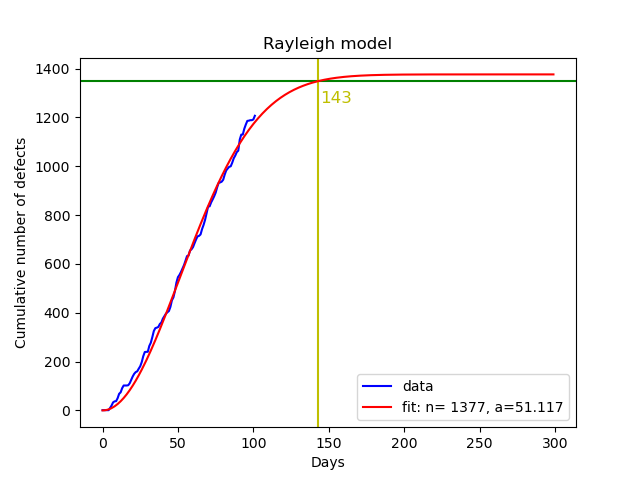 Rayleigh model
Cumulative number of defects
1400
1200
1000
800
600
400
200
0
143
data
fit: n= 1377, a=51.117
0 50 100 150 200 250 300
Days